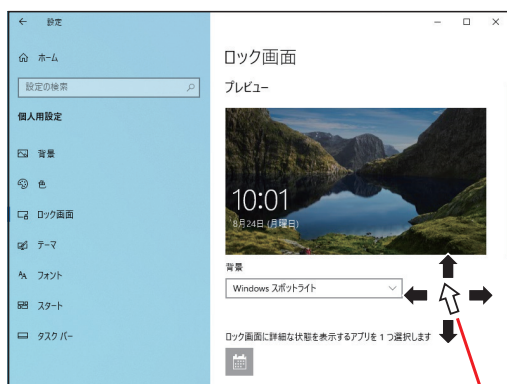 設定
ホーム
設定の検索
個人用設定
背景
色
ロック画面
テーマ
フォント
スタート
タスク バー
ロック画面
プレビュー
10:01
8月24日 (月曜日)
背景
Windows スポットライト
ロック画面に詳細な状態を表示するアプリを 1 つ選択します